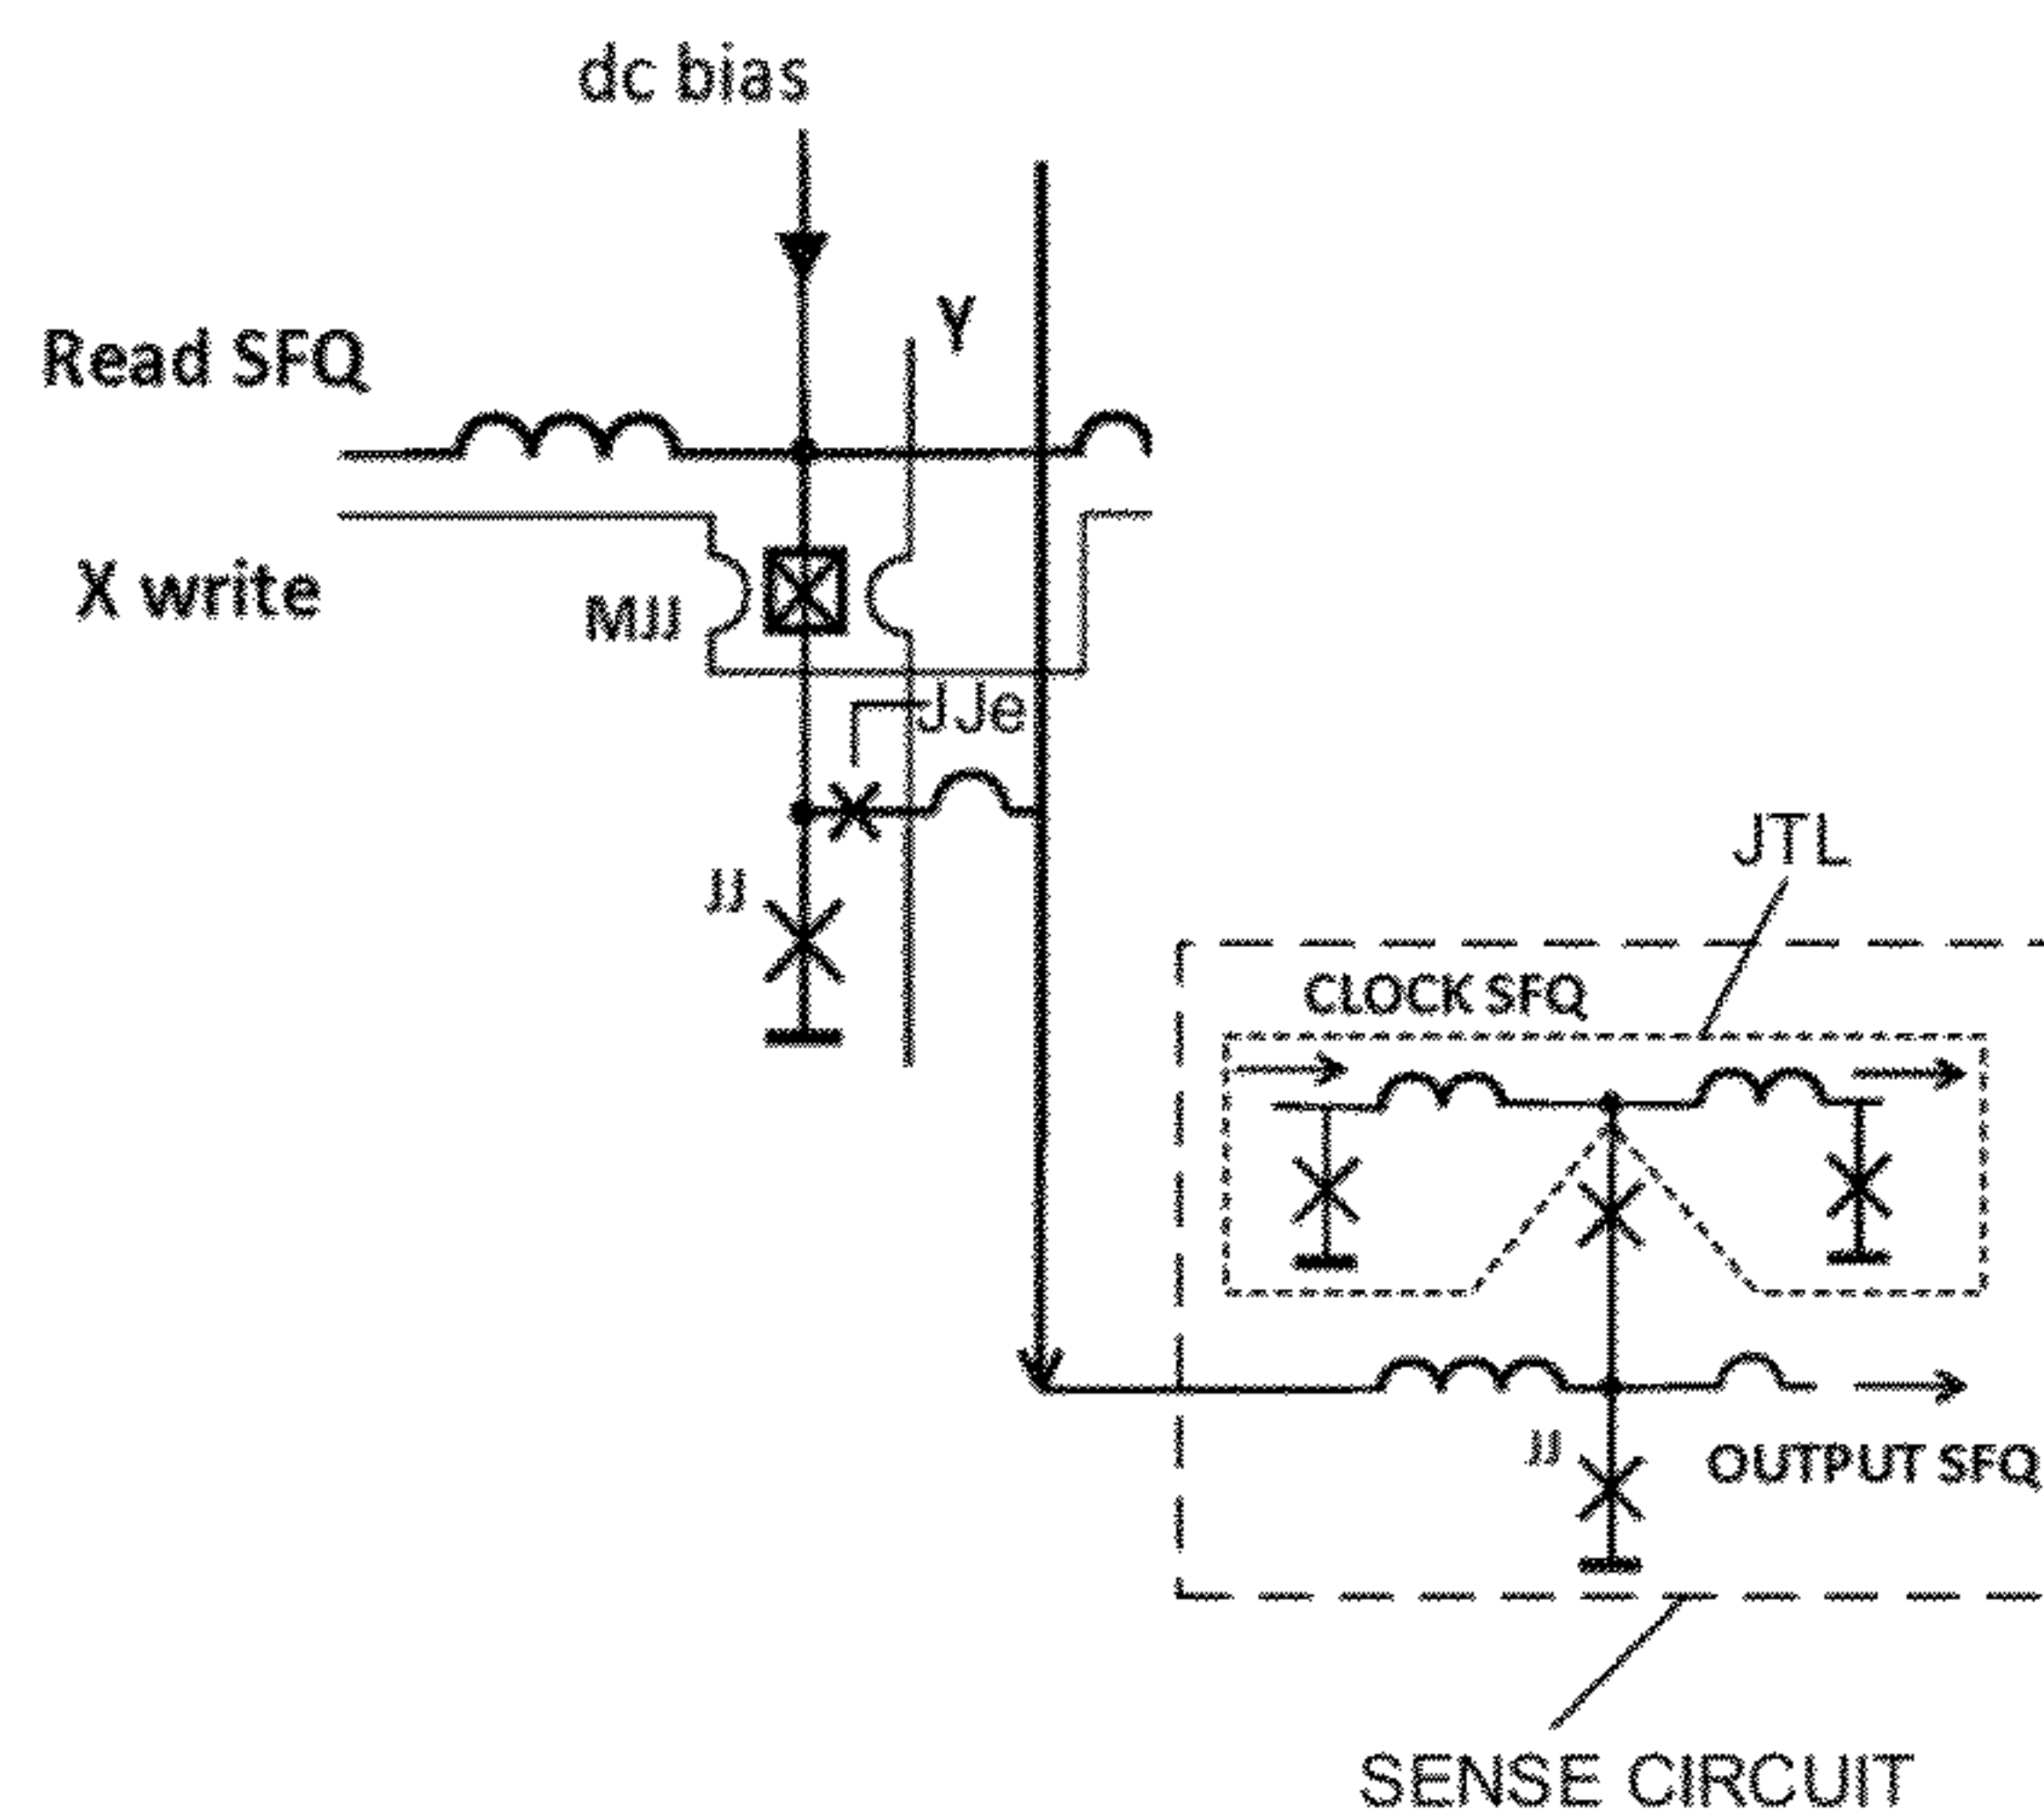 dc bias
Y
Read SFQ
X write
MJJ
JJe
JJ
JTL
CLOCK SFQ
JJ
OUTPUT SFQ
SENSE CIRCUIT